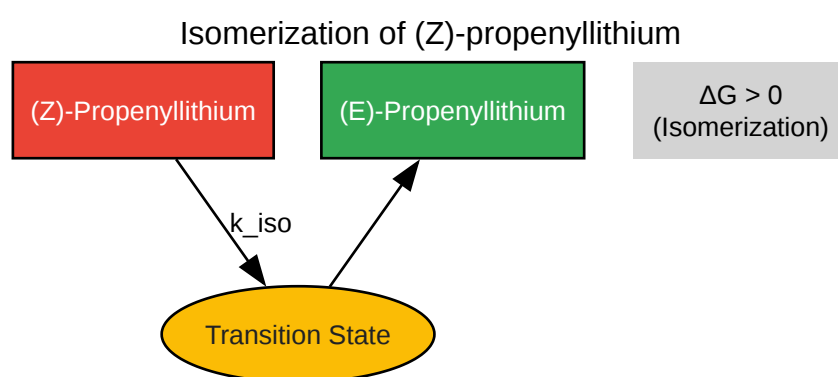 Isomerization of (Z)-propenyllithium
(Z)-Propenyllithium
(E)-Propenyllithium
ΔG > 0
(Isomerization)
k_iso
Transition State